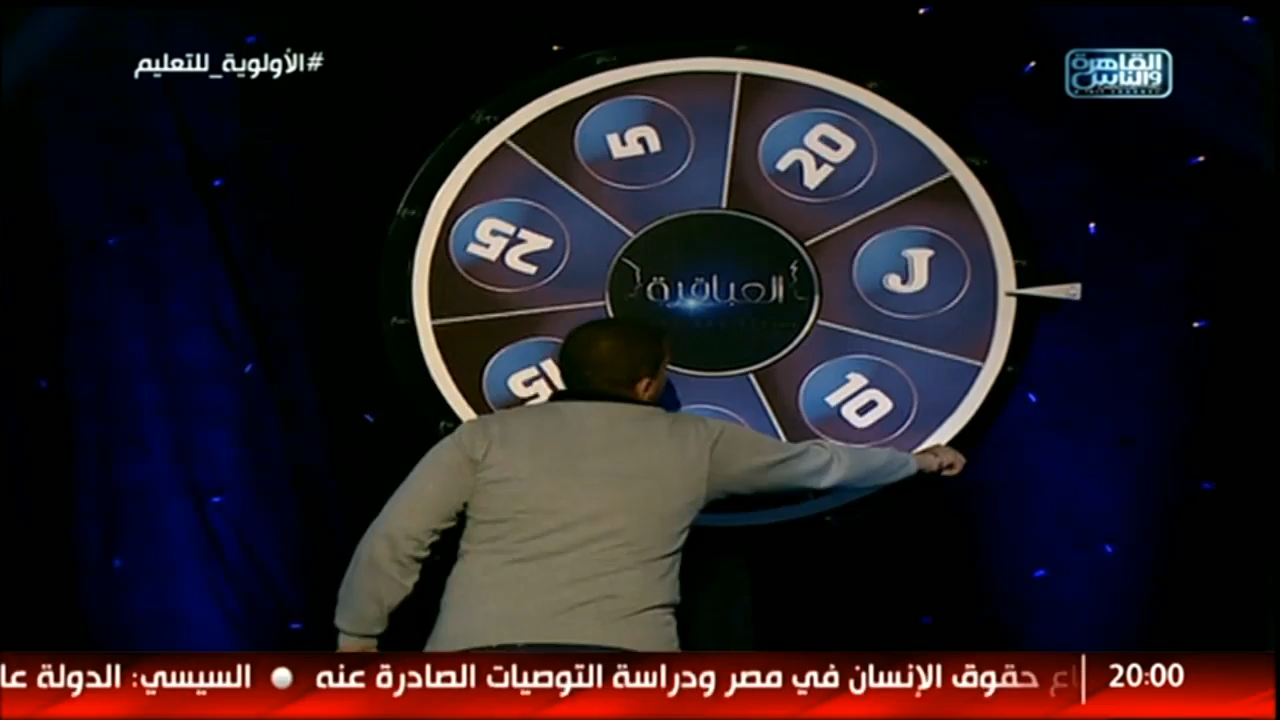 #الأولوية_للتعليم
القاهرة
والناس
5
20
25
J
العباقرة
15
10
حقوق الإنسان في مصر ودراسة التوصيات الصادرة عنه ● السيسي: الدولة
20:00